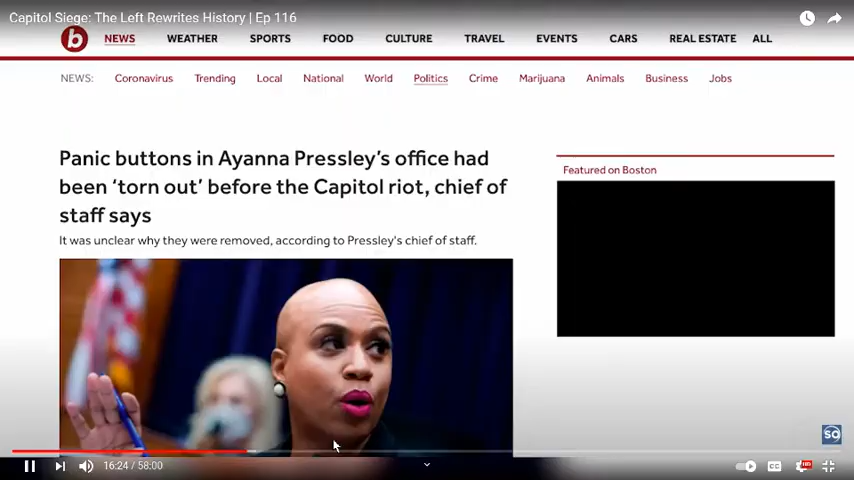 Capitol Siege: The Left Rewrites History | Ep 116
b NEWS WEATHER SPORTS FOOD CULTURE TRAVEL EVENTS CARS REAL ESTATE ALL
NEWS: Coronavirus Trending Local National World Politics Crime Marijuana Animals Business Jobs
Panic buttons in Ayanna Pressley's office had
been 'torn out' before the Capitol riot, chief of
staff says
It was unclear why they were removed, according to Pressley's chief of staff.
Featured on Boston
SQ
16:24 / 58:00
CC
HD